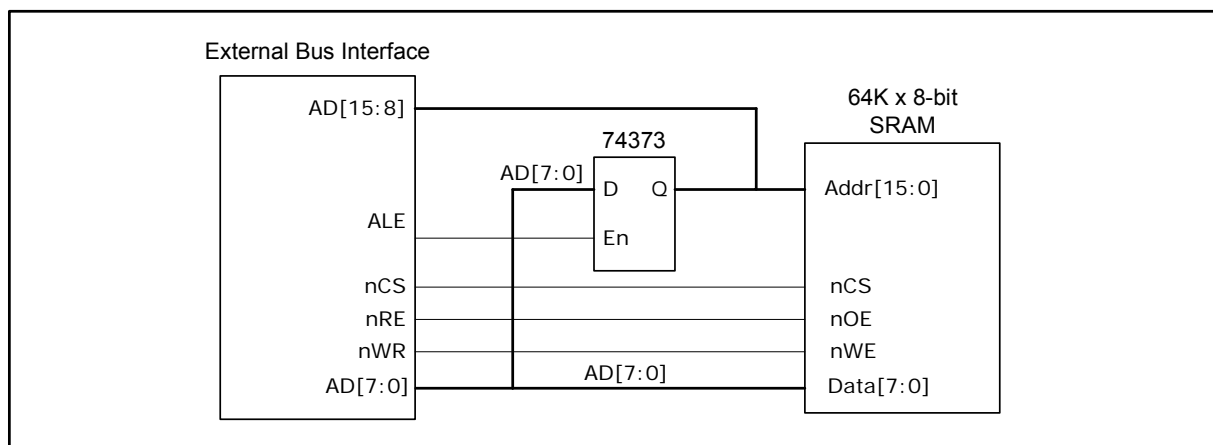 External Bus Interface
AD[15:8]
64K x 8-bit
SRAM
74373
AD[7:0]
D Q
Addr[15:0]
ALE
En
nCS
nCS
nRE
nOE
nWR
nWE
AD[7:0]
AD[7:0]
Data[7:0]